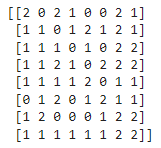 [[2 0 2 1 0 0 2 1]
[1 1 0 1 2 1 2 1]
[1 1 1 0 1 0 2 2]
[1 1 2 1 0 2 2 2]
[1 1 1 1 2 0 1 1]
[0 1 2 0 1 2 1 1]
[1 2 0 0 0 1 2 2]
[1 1 1 1 1 1 2 2]]